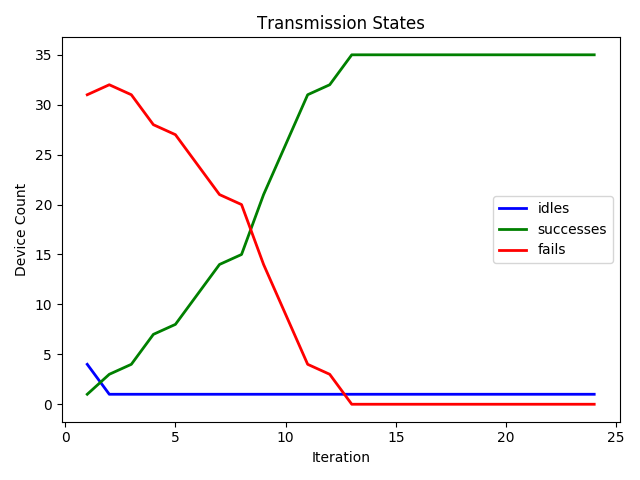 Transmission States
Device Count
35
30
25
20
15
10
5
0
idles
successes
fails
0 5 10 15 20 25
Iteration